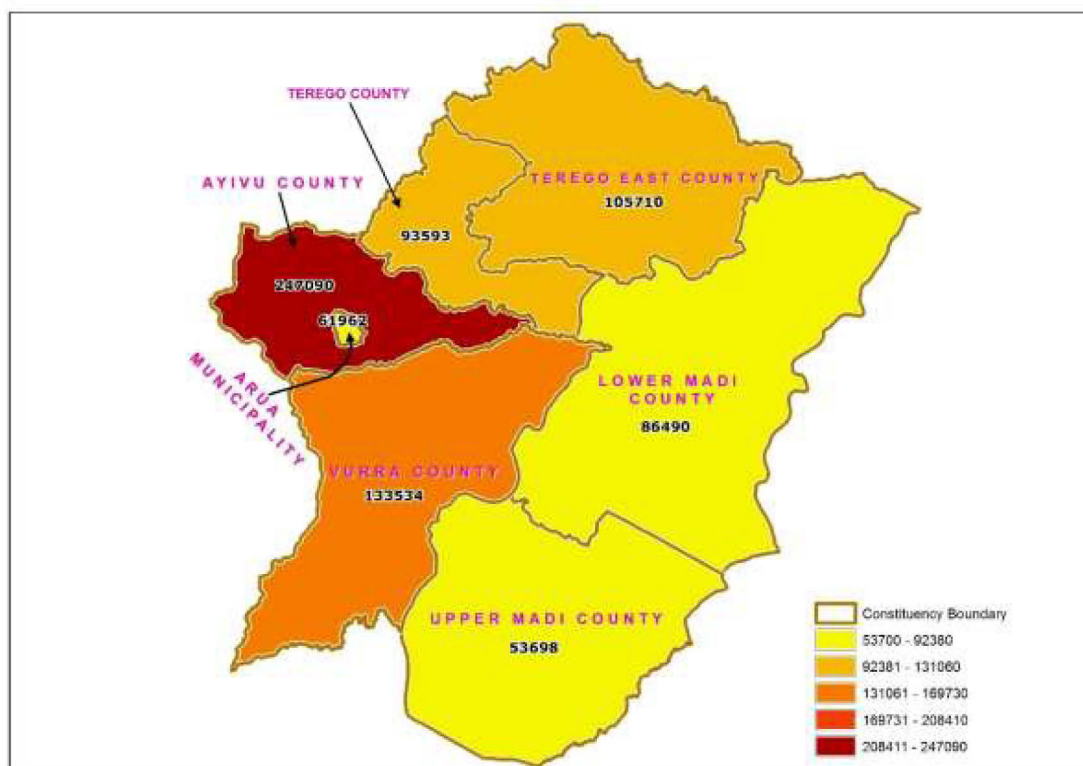 TEREGO COUNTY
AYIVU COUNTY
TEREGO EAST COUNTY
105710
93593
247090
61962
ARUA
MUNICIPALITY
LOWER MADI
COUNTY
86490
VURRA COUNTY
133534
UPPER MADI COUNTY
53698
Constituency Boundary
53700 - 92380
92381 - 131060
131061 - 169730
169731 - 208410
208411 - 247090